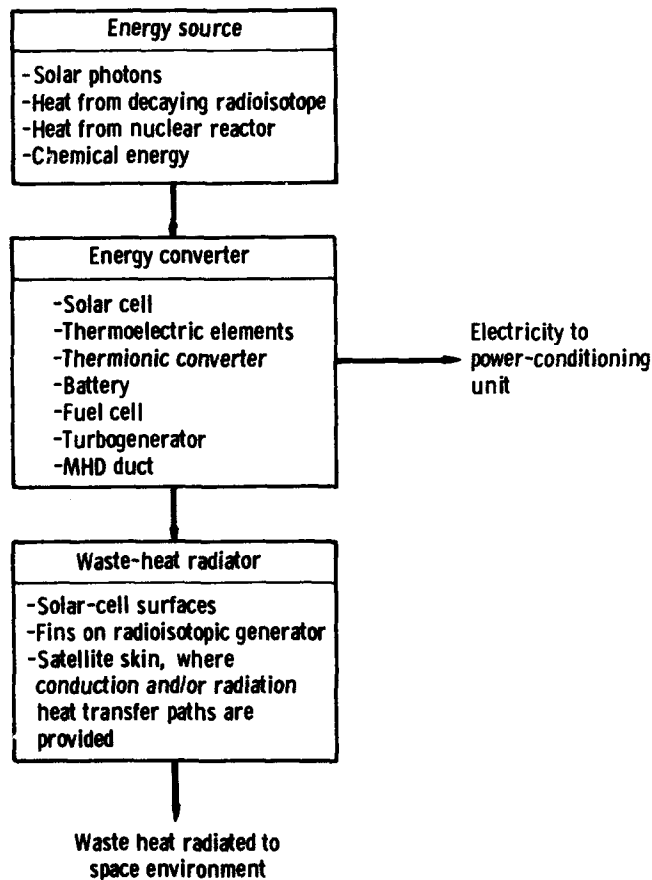 Energy source
-Solar photons
-Heat from decaying radioisotope
-Heat from nuclear reactor
-Chemical energy
Energy converter
-Solar cell
-Thermoelectric elements
-Thermionic converter
-Battery
-Fuel cell
-Turbogenerator
-MHD duct
Electricity to
power-conditioning
unit
Waste-heat radiator
-Solar-cell surfaces
-Fins on radioisotopic generator
-Satellite skin, where
conduction and/or radiation
heat transfer paths are
provided
Waste heat radiated to
space environment